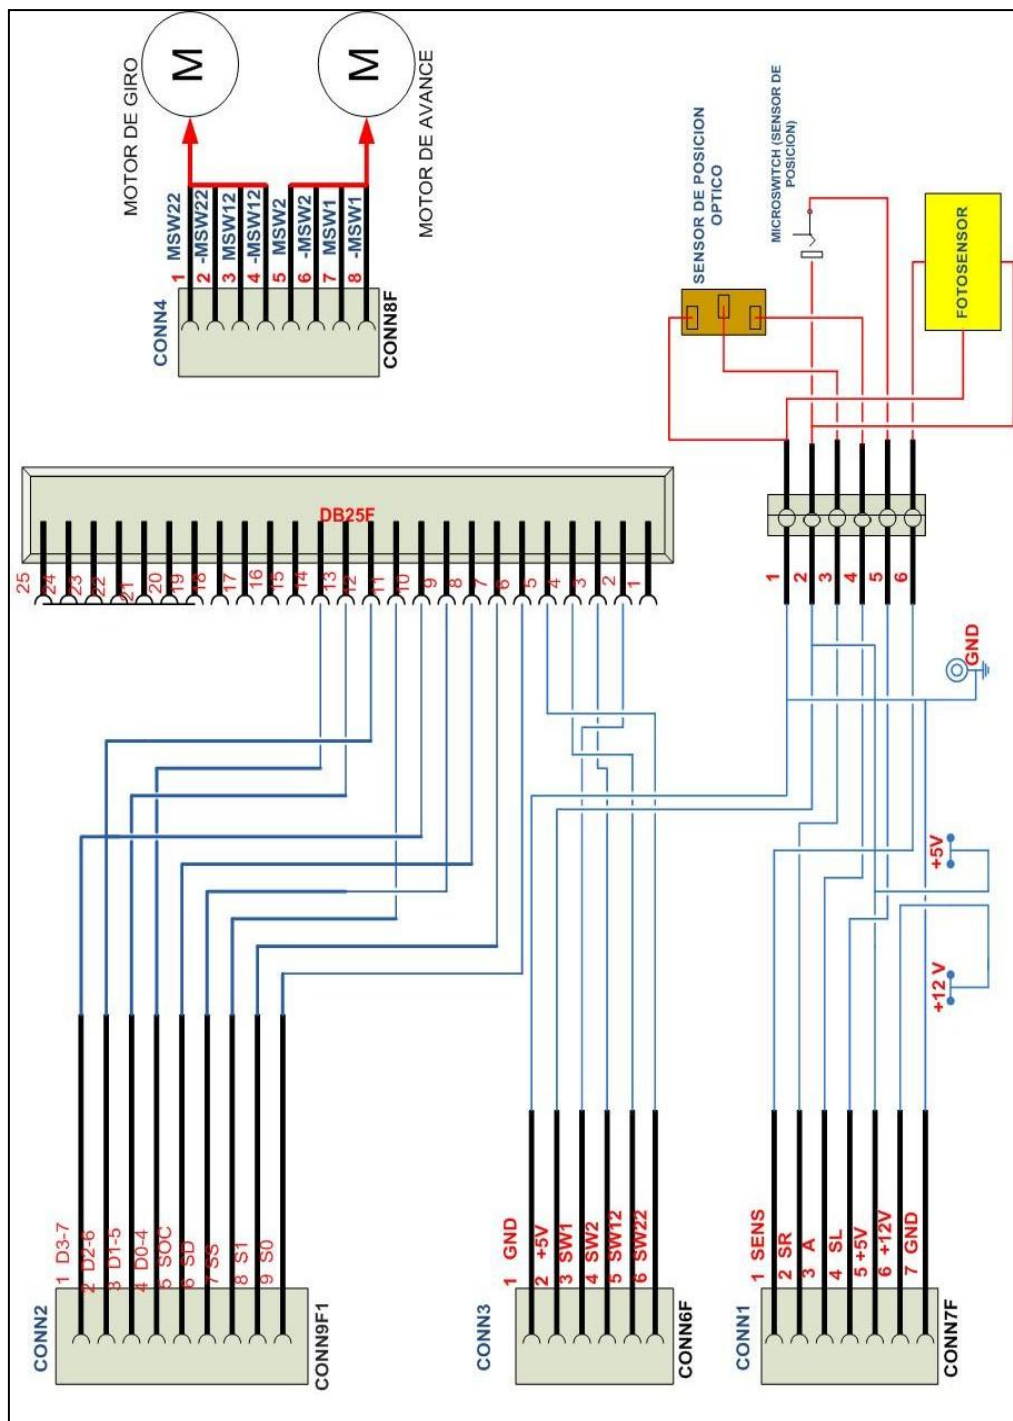 MOTOR DE GIRO
M
M
MOTOR DE AVANCE
CONN4
1 MSW22
2 -MSW22
3 MSW12
4 -MSW12
5 MSW2
6 -MSW2
7 MSW1
8 -MSW1
CONN8F
SENSOR DE POSICION
OPTICO
MICROSWITCH (SENSOR DE
POSICION)
FOTOSENSOR
DB25F
25
24
23
22
21
20
19
18
17
16
15
14
13
12
11
10
9
8
7
6
5
4
3
2
1
1
2
3
4
5
6
GND
+5V
+12 V
CONN2
1 D3-7
2 D2-6
3 D1-5
4 D0-4
5 SOC
6 SD
7 SS
8 S1
9 S0
CONN9F1
CONN3
1 GND
2 +5V
3 SW1
4 SW2
5 SW12
6 SW22
CONN6F
CONN1
1 SENS
2 SR
3 A
4 SL
5 +5V
6 +12V
7 GND
CONN7F